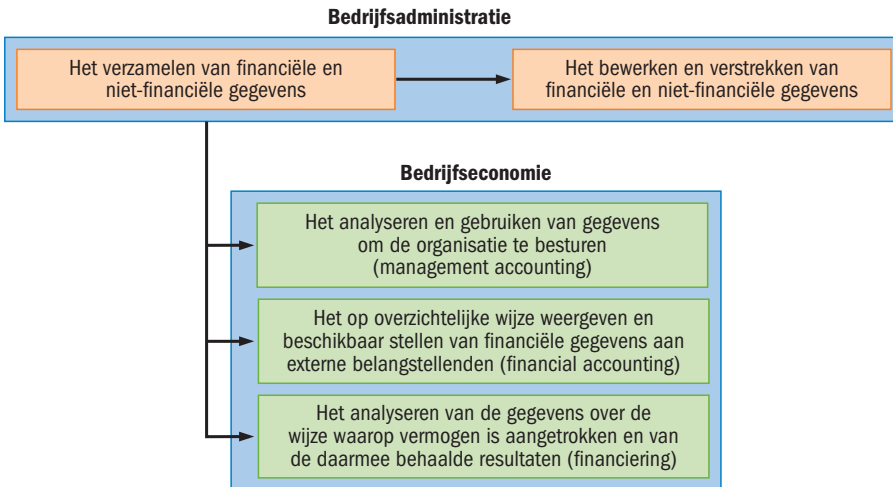 Bedrijfsadministratie
Het verzamelen van financiële en
niet-financiële gegevens
Het bewerken en verstrekken van
financiële en niet-financiële gegevens
Bedrijfseconomie
Het analyseren en gebruiken van gegevens
om de organisatie te besturen
(management accounting)
Het op overzichtelijke wijze weergeven en
beschikbaar stellen van financiële gegevens aan
externe belangstellenden (financial accounting)
Het analyseren van de gegevens over de
wijze waarop vermogen is aangetrokken en van
de daarmee behaalde resultaten (financiering)